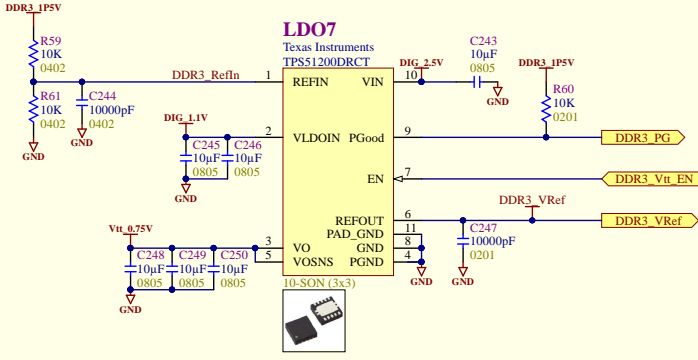 DDR3_1P5V
R59
10K
0402
R61
10K
0402
GND
C244
10000pF
0402
GND
DDR3_RefIn
LDO7
Texas Instruments
TPS51200DRCT
1 REFIN
VIN 10
2 VLDOIN
PGood 9
EN 7
REFOUT 6
PAD_GND 11
3 VO
GND 8
5 VOSNS
PGND 4
10-SON (3x3)
DIG_2.5V
C243
10µF
0805
GND
DDR3_1P5V
R60
10K
0201
DDR3_PG
DDR3_Vtt_EN
DDR3_VRef
DDR3_VRef
C247
10000pF
0201
GND
GND
DIG_1.1V
C245
10µF
0805
C246
10µF
0805
GND
Vtt_0.75V
C248
10µF
0805
C249
10µF
0805
C250
10µF
0805
GND